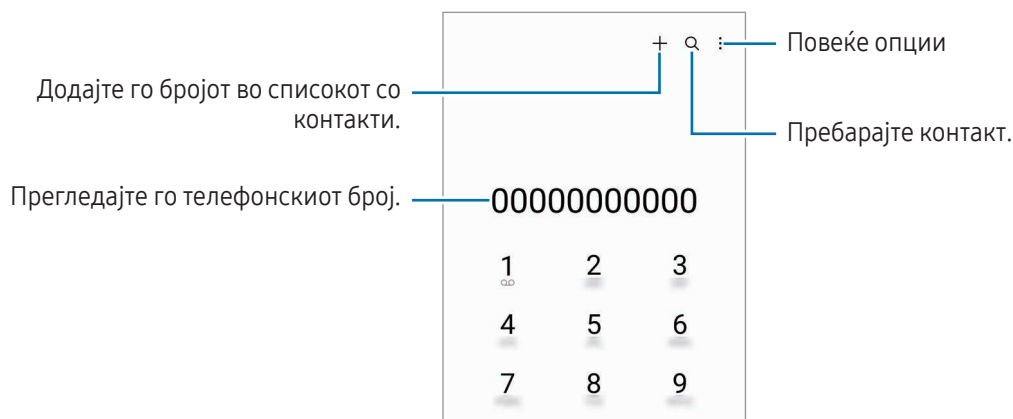 Повеќе опции
Додајте го бројот во списокот со
контакти.
Пребарајте контакт.
Прегледајте го телефонскиот број.
00000000000
1 2 3
4 5 6
7 8 9